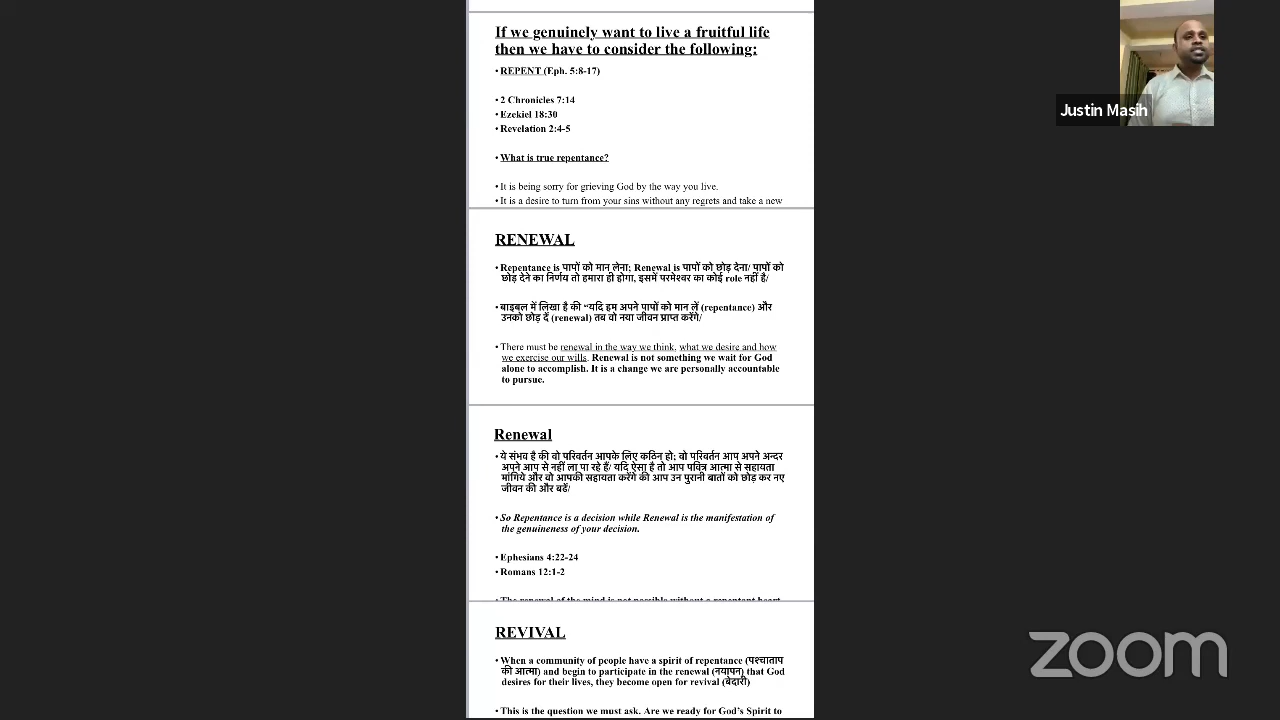 If we genuinely want to live a fruitful life
then we have to consider the following:
• REPENT (Eph. 5:8-17)
• 2 Chronicles 7:14
• Ezekiel 18:30
• Revelation 2:4-5
• What is true repentance?
• It is being sorry for grieving God by the way you live.
• It is a desire to turn from your sins without any regrets and take a new
RENEWAL
• Repentance is पापों को मान लेना; Renewal is पापों को छोड़ देना/ पापों को
छोड़ देने का निर्णय तो हमारा ही होगा, इसमें परमेश्वर का कोई role नहीं है/
• बाइबल में लिखा है की “यदि हम अपने पापों को मान लें (repentance) और
उनको छोड़ दें (renewal) तब वो नया जीवन प्राप्त करेंगे/
• There must be renewal in the way we think, what we desire and how
we exercise our wills. Renewal is not something we wait for God
alone to accomplish. It is a change we are personally accountable
to pursue.
Renewal
• ये संभव है की वो परिवर्तन आपके लिए कठिन हो; वो परिवर्तन आप अपने अन्दर
अपने आप से नहीं ला पा रहे हैं/ यदि ऐसा है तो आप पवित्र आत्मा से सहायता
मांगिये और वो आपकी सहायता करेंगे की आप उन पुरानी बातों को छोड़ कर नए
जीवन की और बढें/
• So Repentance is a decision while Renewal is the manifestation of
the genuineness of your decision.
• Ephesians 4:22-24
• Romans 12:1-2
• The renewal of the mind is not possible without a repentant heart
REVIVAL
• When a community of people have a spirit of repentance (पश्चाताप
की आत्मा) and begin to participate in the renewal (नयापन) that God
desires for their lives, they become open for revival (बेदारी)
• This is the question we must ask. Are we ready for God’s Spirit to
Justin Masih
zoom